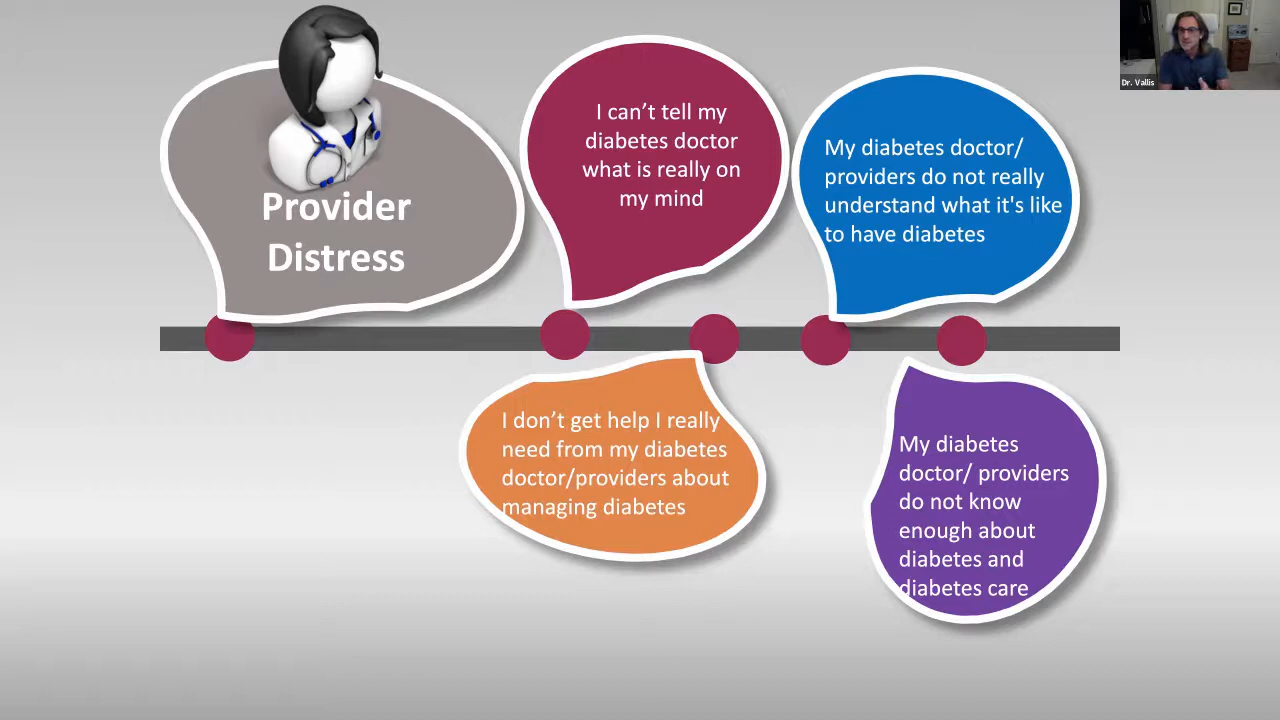 Provider
Distress
I can’t tell my
diabetes doctor
what is really on
my mind
My diabetes doctor/
providers do not really
understand what it's like
to have diabetes
I don’t get help I really
need from my diabetes
doctor/providers about
managing diabetes
My diabetes
doctor/ providers
do not know
enough about
diabetes and
diabetes care
Dr. Vallis